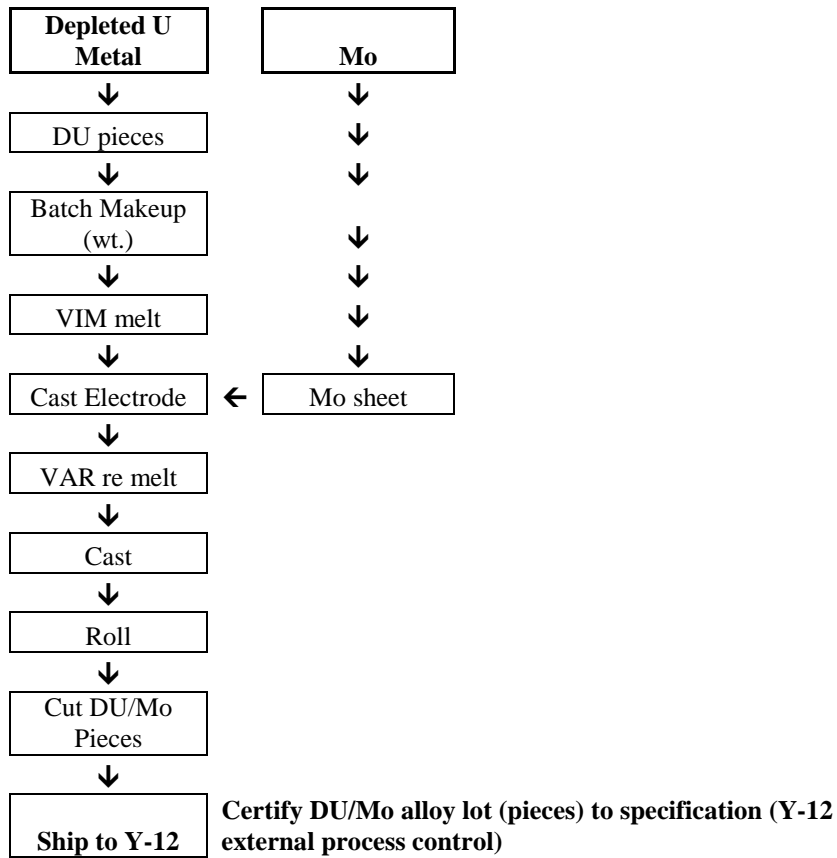 Depleted U
Metal
Mo
DU pieces
Batch Makeup
(wt.)
VIM melt
Cast Electrode
Mo sheet
VAR re melt
Cast
Roll
Cut DU/Mo
Pieces
Ship to Y-12
Certify DU/Mo alloy lot (pieces) to specification (Y-12
external process control)